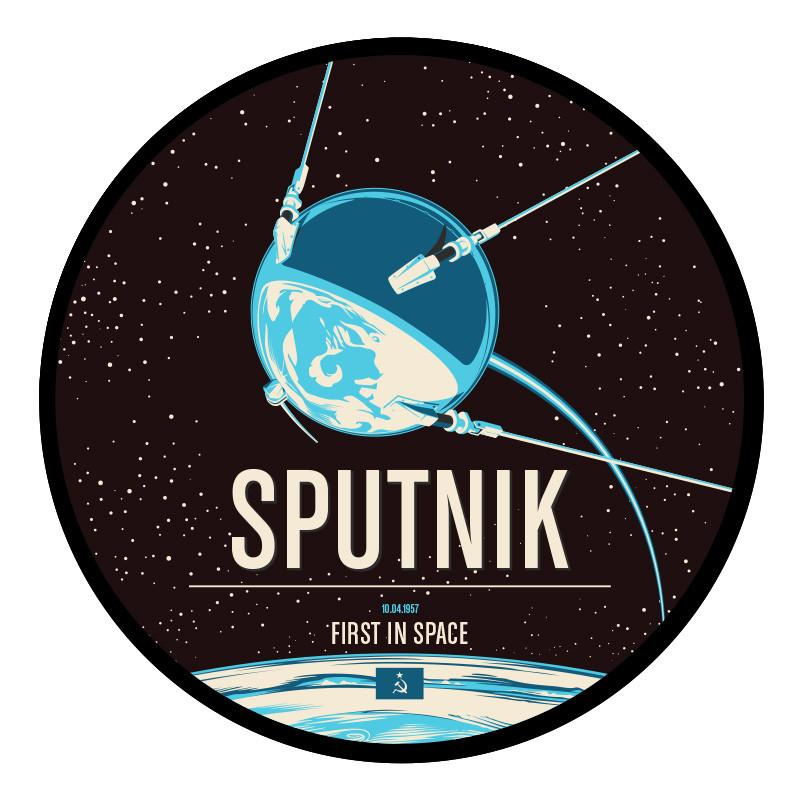 SPUTNIK
10.04.1957
FIRST IN SPACE